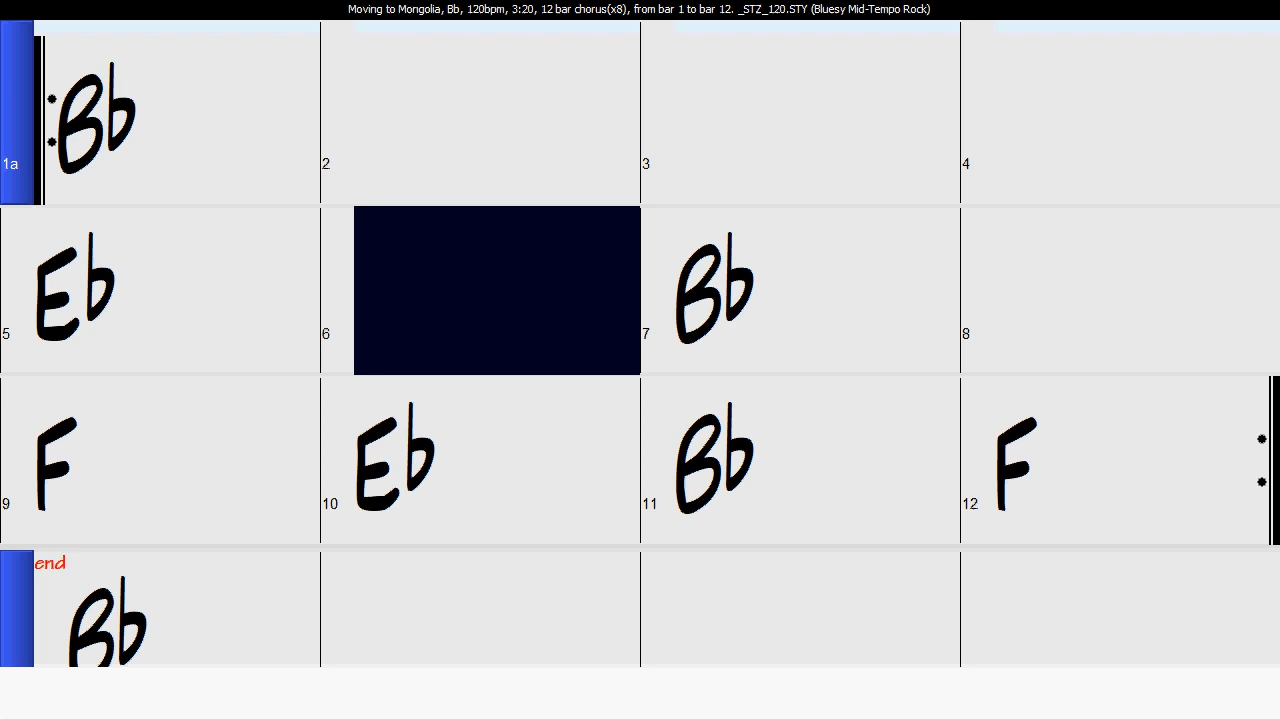 Moving to Mongolia, Bb, 120bpm, 3:20, 12 bar chorus(x8), from bar 1 to bar 12. _STZ_120.STY (Bluesy Mid-Tempo Rock)
Bb
1a 2 3 4
Eb Bb
5 6 7 8
F Eb Bb F
9 10 11 12
end
Bb